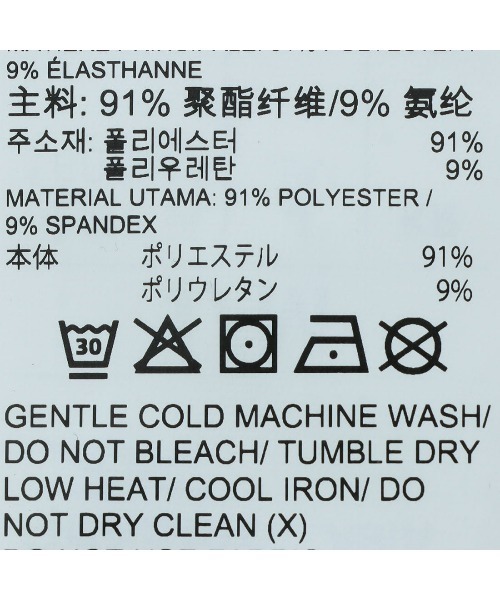 9% ÉLASTHANNE
主料: 91% 聚酯纤维/9% 氨纶
주소재: 폴리에스터 91%
폴리우레탄 9%
MATERIAL UTAMA: 91% POLYESTER /
9% SPANDEX
本体 ポリエステル 91%
ポリウレタン 9%
30
GENTLE COLD MACHINE WASH/
DO NOT BLEACH/ TUMBLE DRY
LOW HEAT/ COOL IRON/ DO
NOT DRY CLEAN (X)